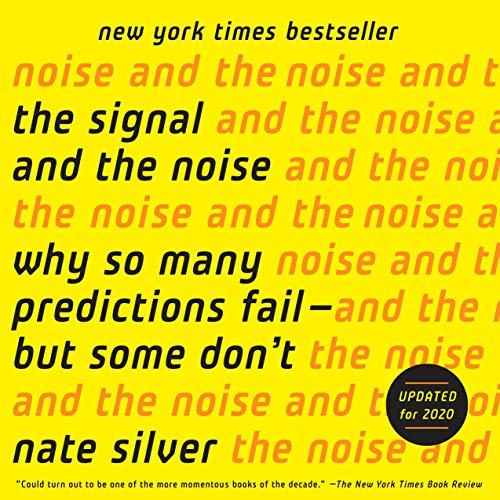 new york times bestseller
noise and the noise and t
the signal and the noise a
and the noise and the noi
the noise and the noise a
why so many noise and th
predictions fail—and the n
but some don't the noise
and the noise and t
UPDATED
for 2020
nate silver the noise and
"Could turn out to be one of the more momentous books of the decade." —The New York Times Book Review